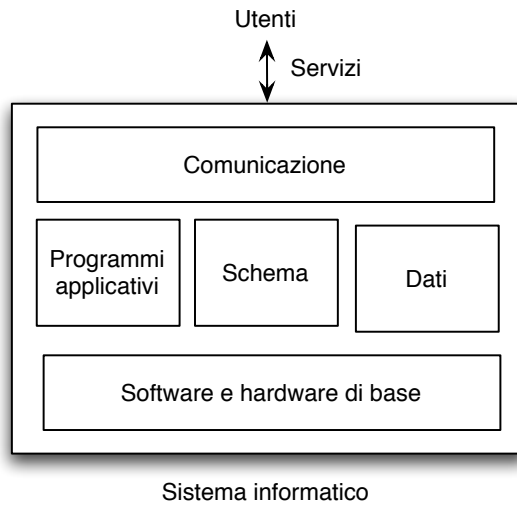 Utenti
Servizi
Comunicazione
Programmi
applicativi
Schema
Dati
Software e hardware di base
Sistema informatico